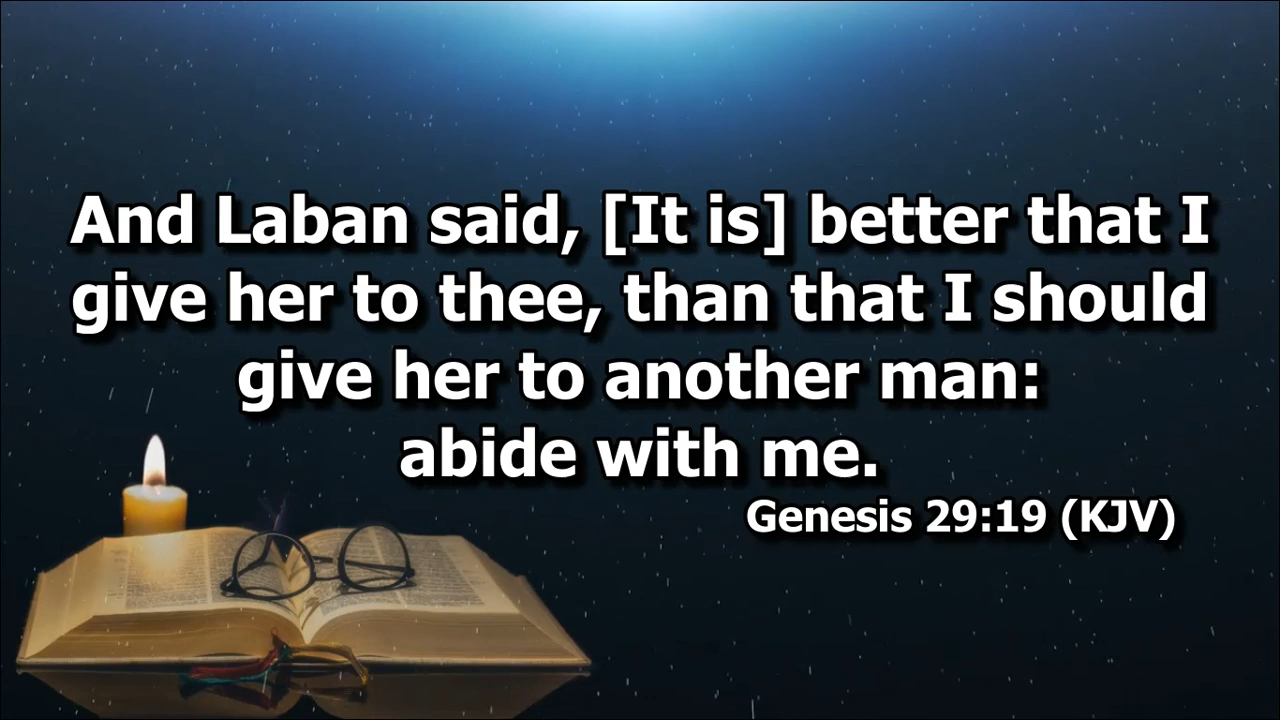 And Laban said, [It is] better that I
give her to thee, than that I should
give her to another man:
abide with me.
Genesis 29:19 (KJV)